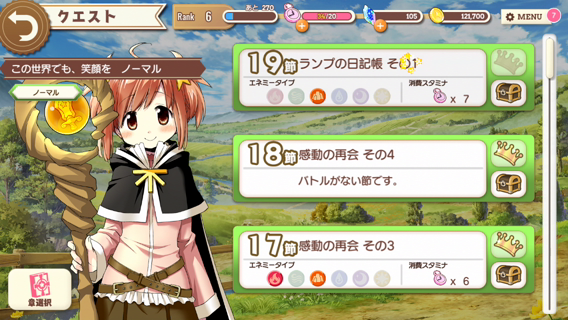 クエスト
Rank 6
あと 270
20
105
121,700
MENU
?
この世界でも、笑顔を ノーマル
ノーマル
19節 ランプの日記帳 その1
エネミータイプ
消費スタミナ
x 7
18節 感動の再会 その4
バトルがない節です。
17節 感動の再会 その3
エネミータイプ
消費スタミナ
x 6
章選択